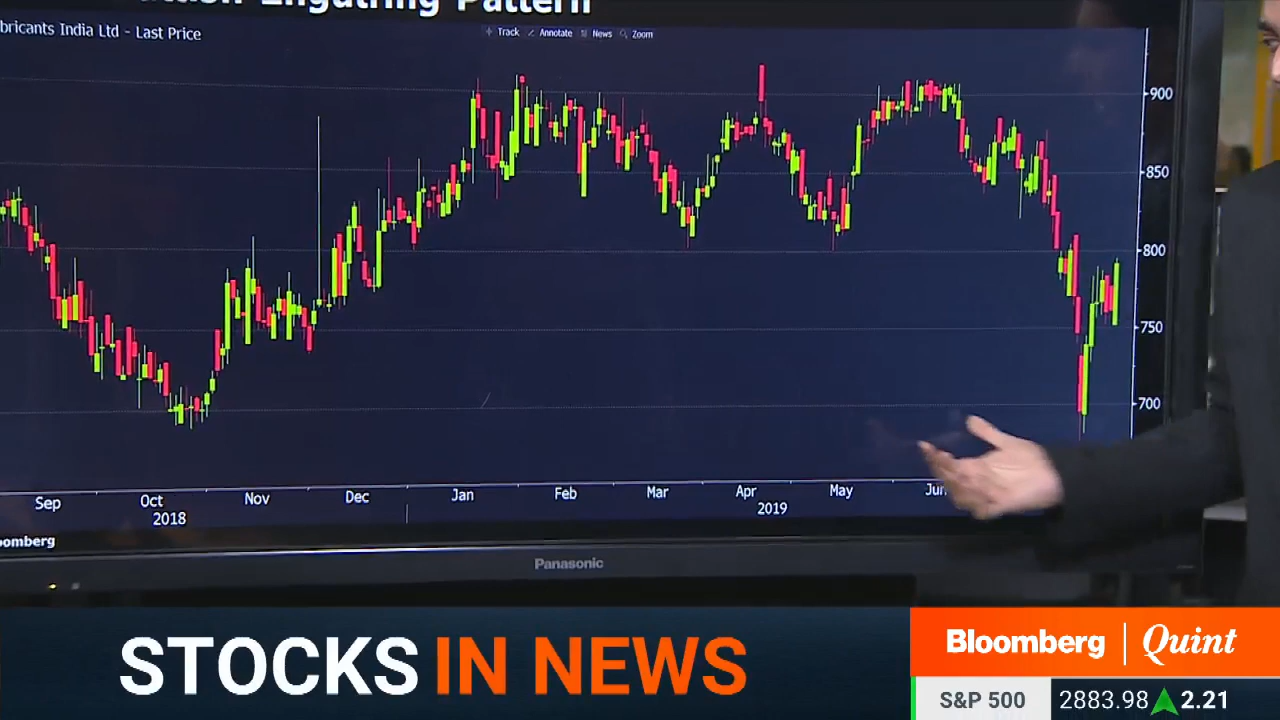 Pattern
bricants India Ltd - Last Price
Track Annotate News Zoom
900
850
800
750
700
Sep Oct Nov Dec Jan Feb Mar Apr May Jun
2018 2019
omberg
Panasonic
STOCKS IN NEWS
Bloomberg | Quint
S&P 500 2883.98 2.21